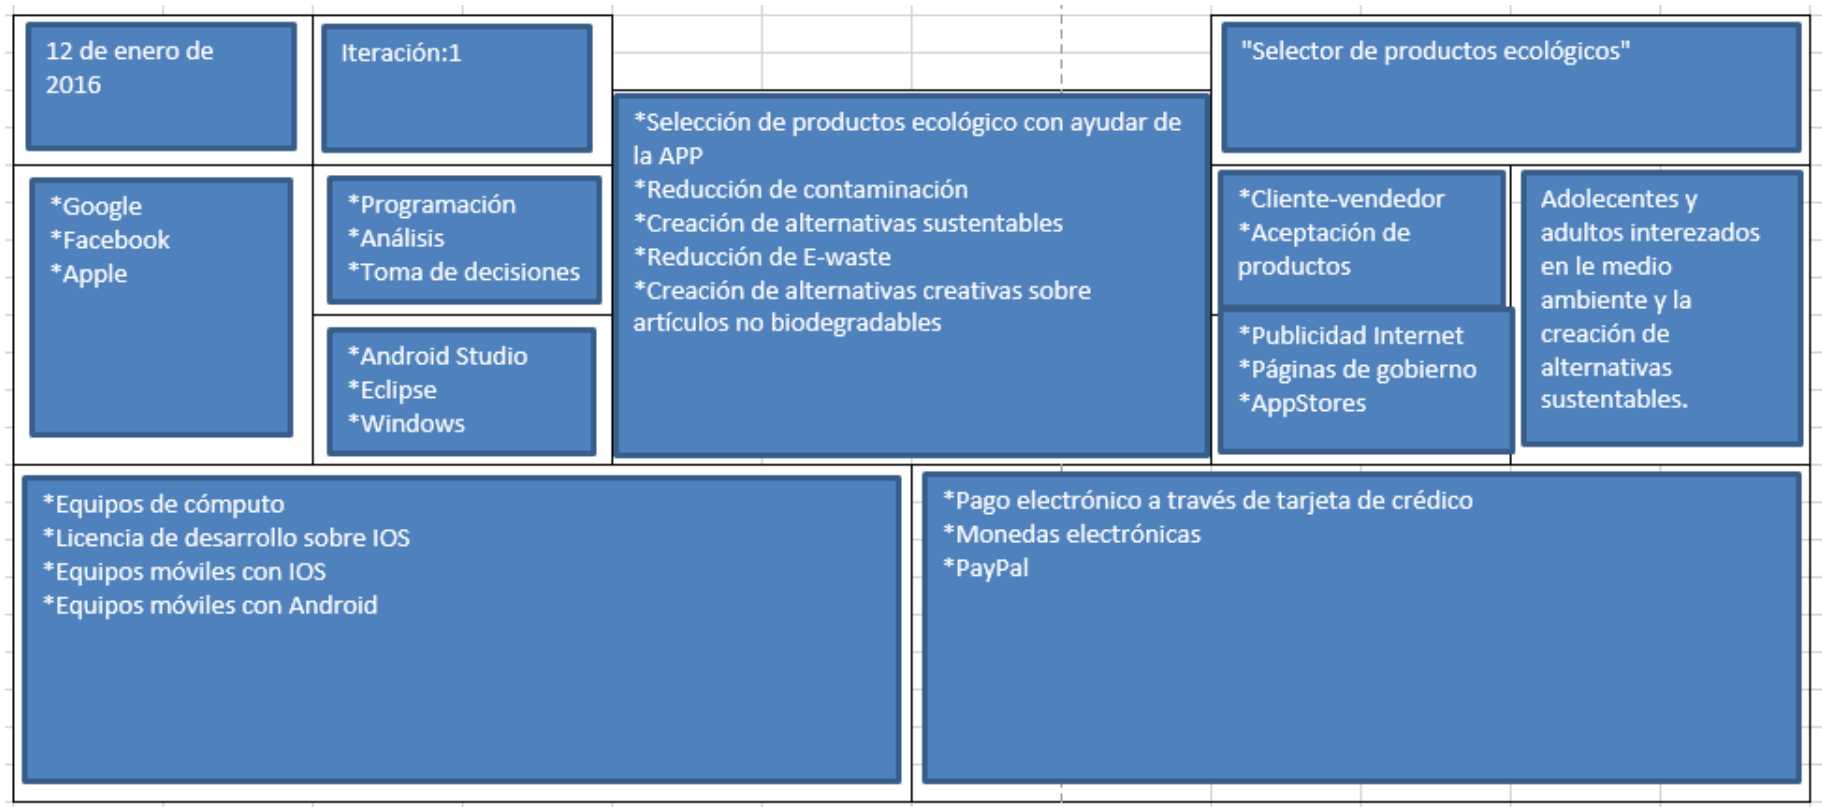 12 de enero de
2016
Iteración:1
"Selector de productos ecológicos"
*Google
*Facebook
*Apple
*Programación
*Análisis
*Toma de decisiones
*Android Studio
*Eclipse
*Windows
*Selección de productos ecológico con ayudar de
la APP
*Reducción de contaminación
*Creación de alternativas sustentables
*Reducción de E-waste
*Creación de alternativas creativas sobre
artículos no biodegradables
*Cliente-vendedor
*Aceptación de
productos
*Publicidad Internet
*Páginas de gobierno
*AppStores
Adolecentes y
adultos interezados
en le medio
ambiente y la
creación de
alternativas
sustentables.
*Equipos de cómputo
*Licencia de desarrollo sobre IOS
*Equipos móviles con IOS
*Equipos móviles con Android
*Pago electrónico a través de tarjeta de crédico
*Monedas electrónicas
*PayPal